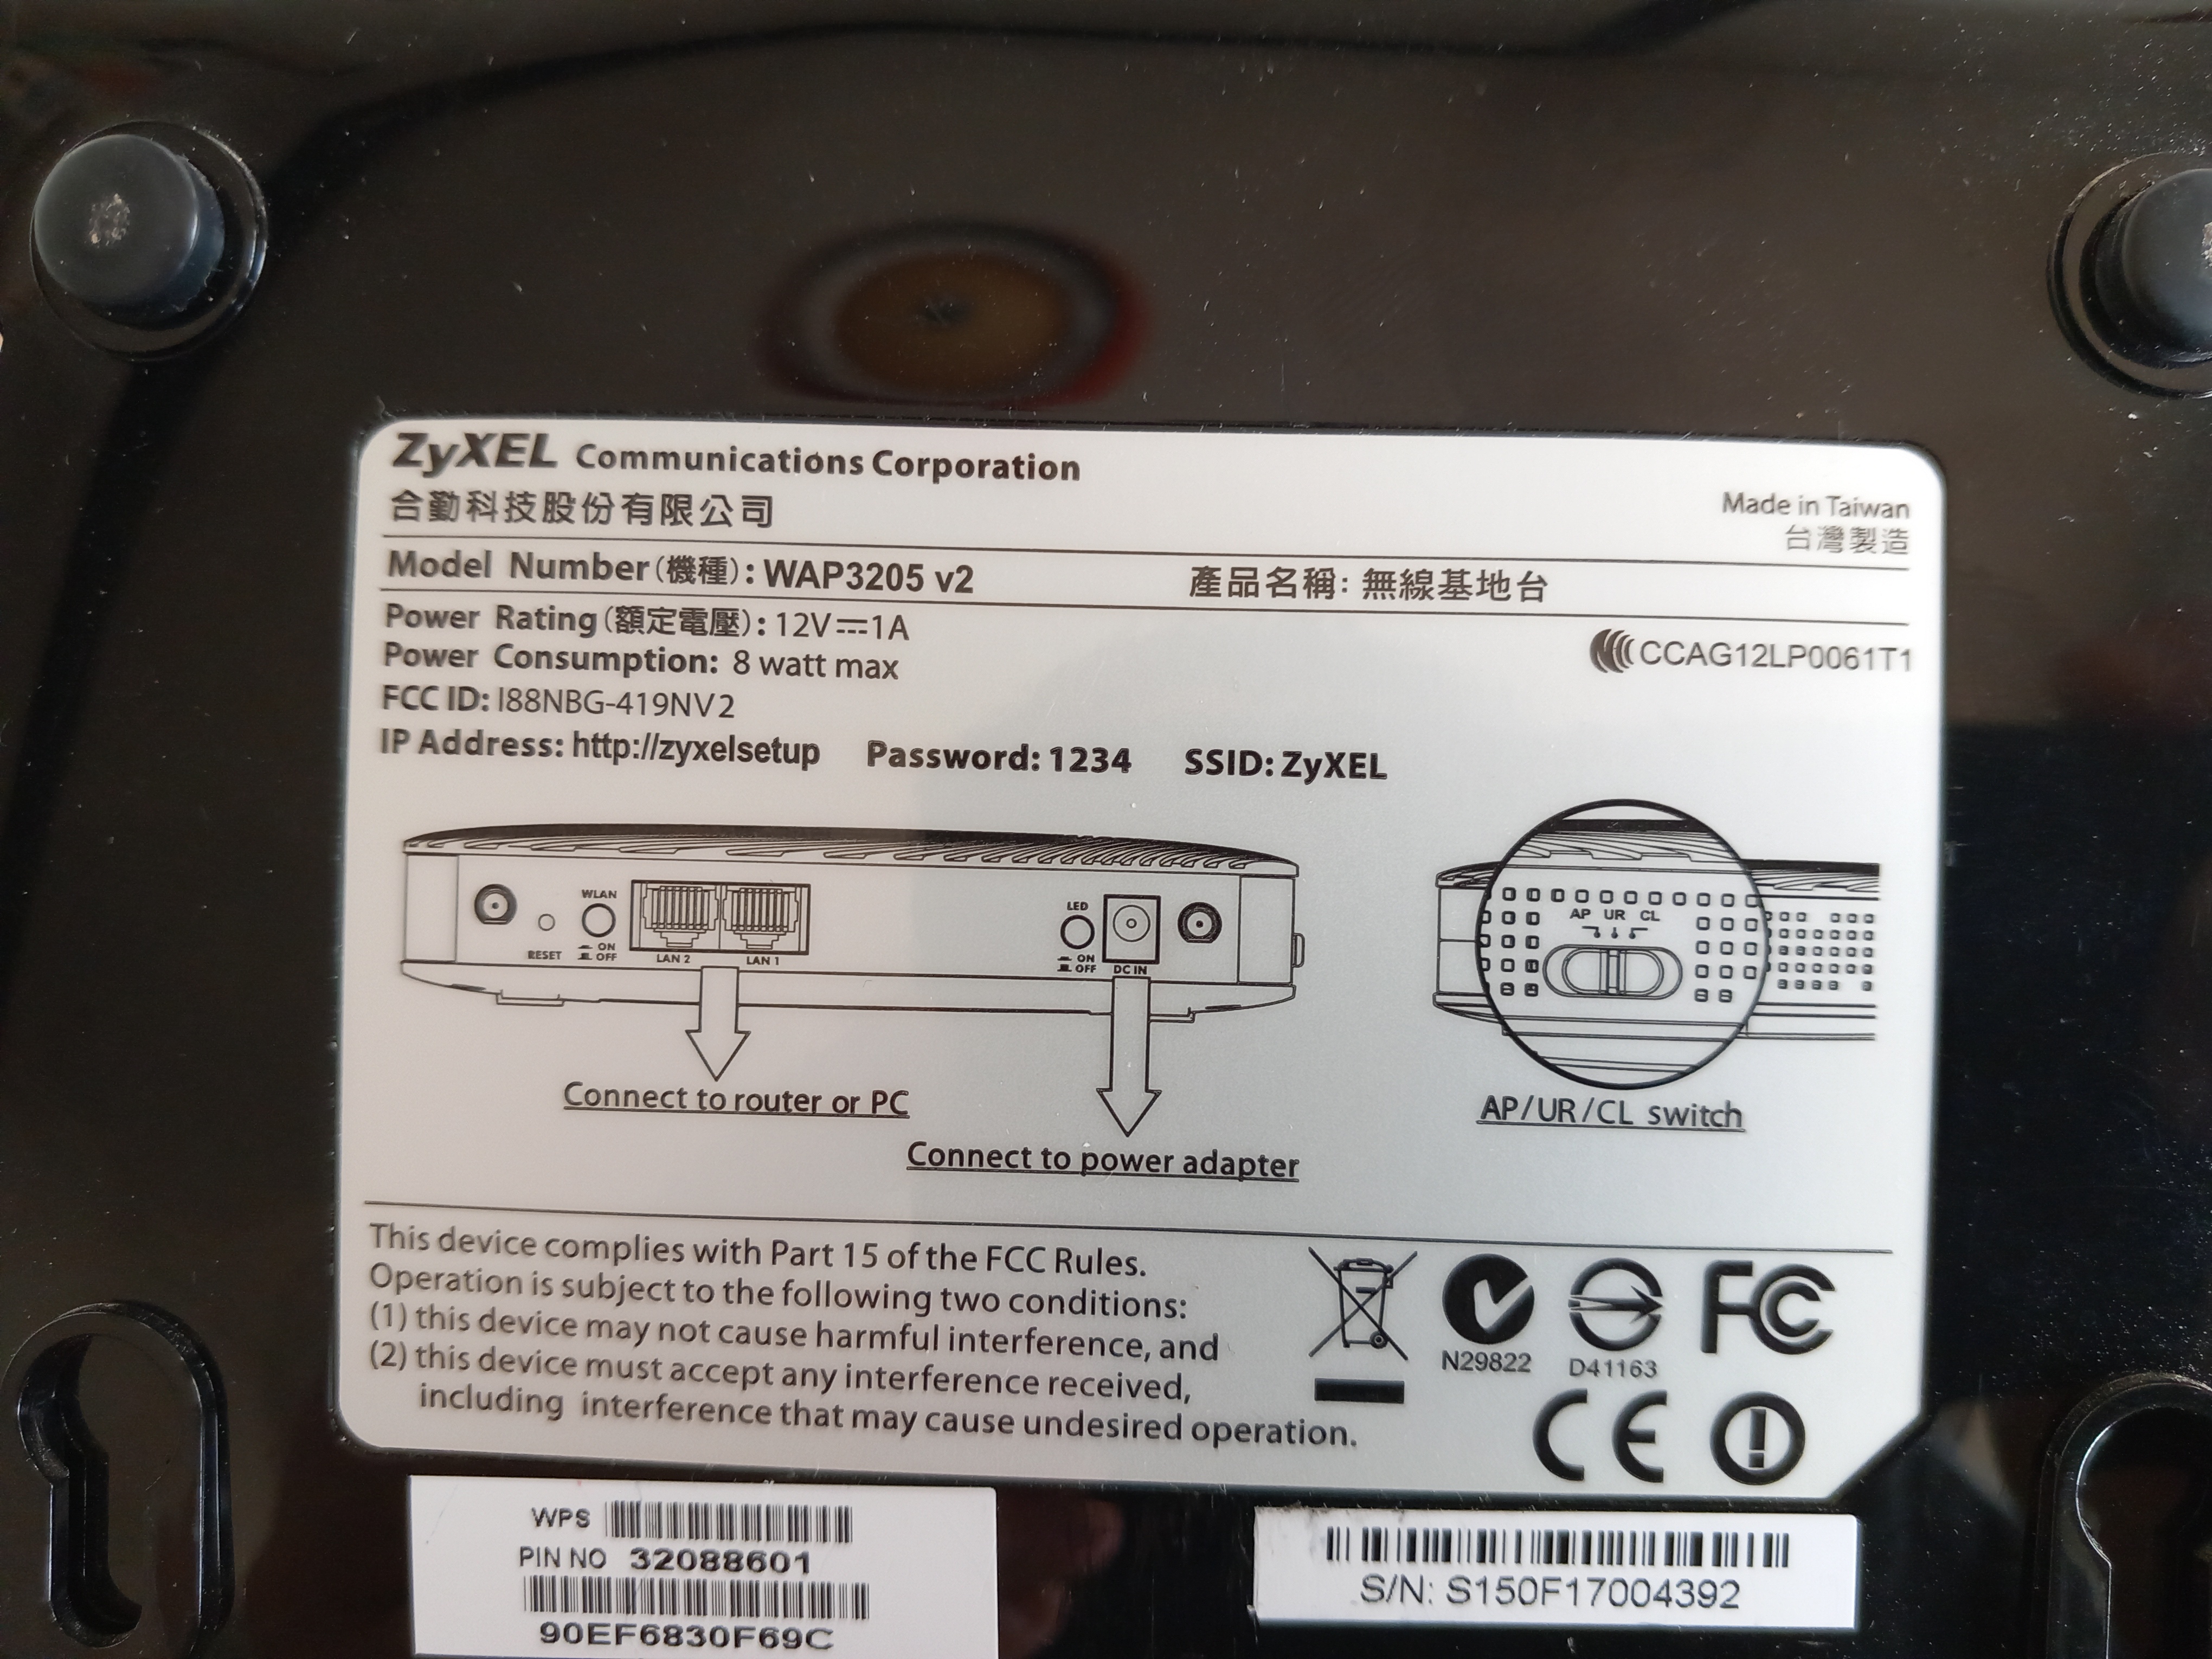 ZyXEL Communications Corporation
合勤科技股份有限公司
Made in Taiwan
台灣製造
Model Number(機種): WAP3205 v2
產品名稱: 無線基地台
Power Rating(額定電壓): 12V⎓1A
Power Consumption: 8 watt max
CCAG12LP0061T1
FCC ID: I88NBG-419NV2
IP Address: http://zyxelsetup Password: 1234 SSID: ZyXEL
WLAN
ON
OFF
RESET
LAN 2
LAN 1
LED
ON
OFF
DC IN
AP UR CL
Connect to router or PC
Connect to power adapter
AP/UR/CL switch
This device complies with Part 15 of the FCC Rules.
Operation is subject to the following two conditions:
(1) this device may not cause harmful interference, and
(2) this device must accept any interference received,
including interference that may cause undesired operation.
N29822
D41163
FC
CE
WPS
PIN NO 32088601
90EF6830F69C
S/N: S150F17004392